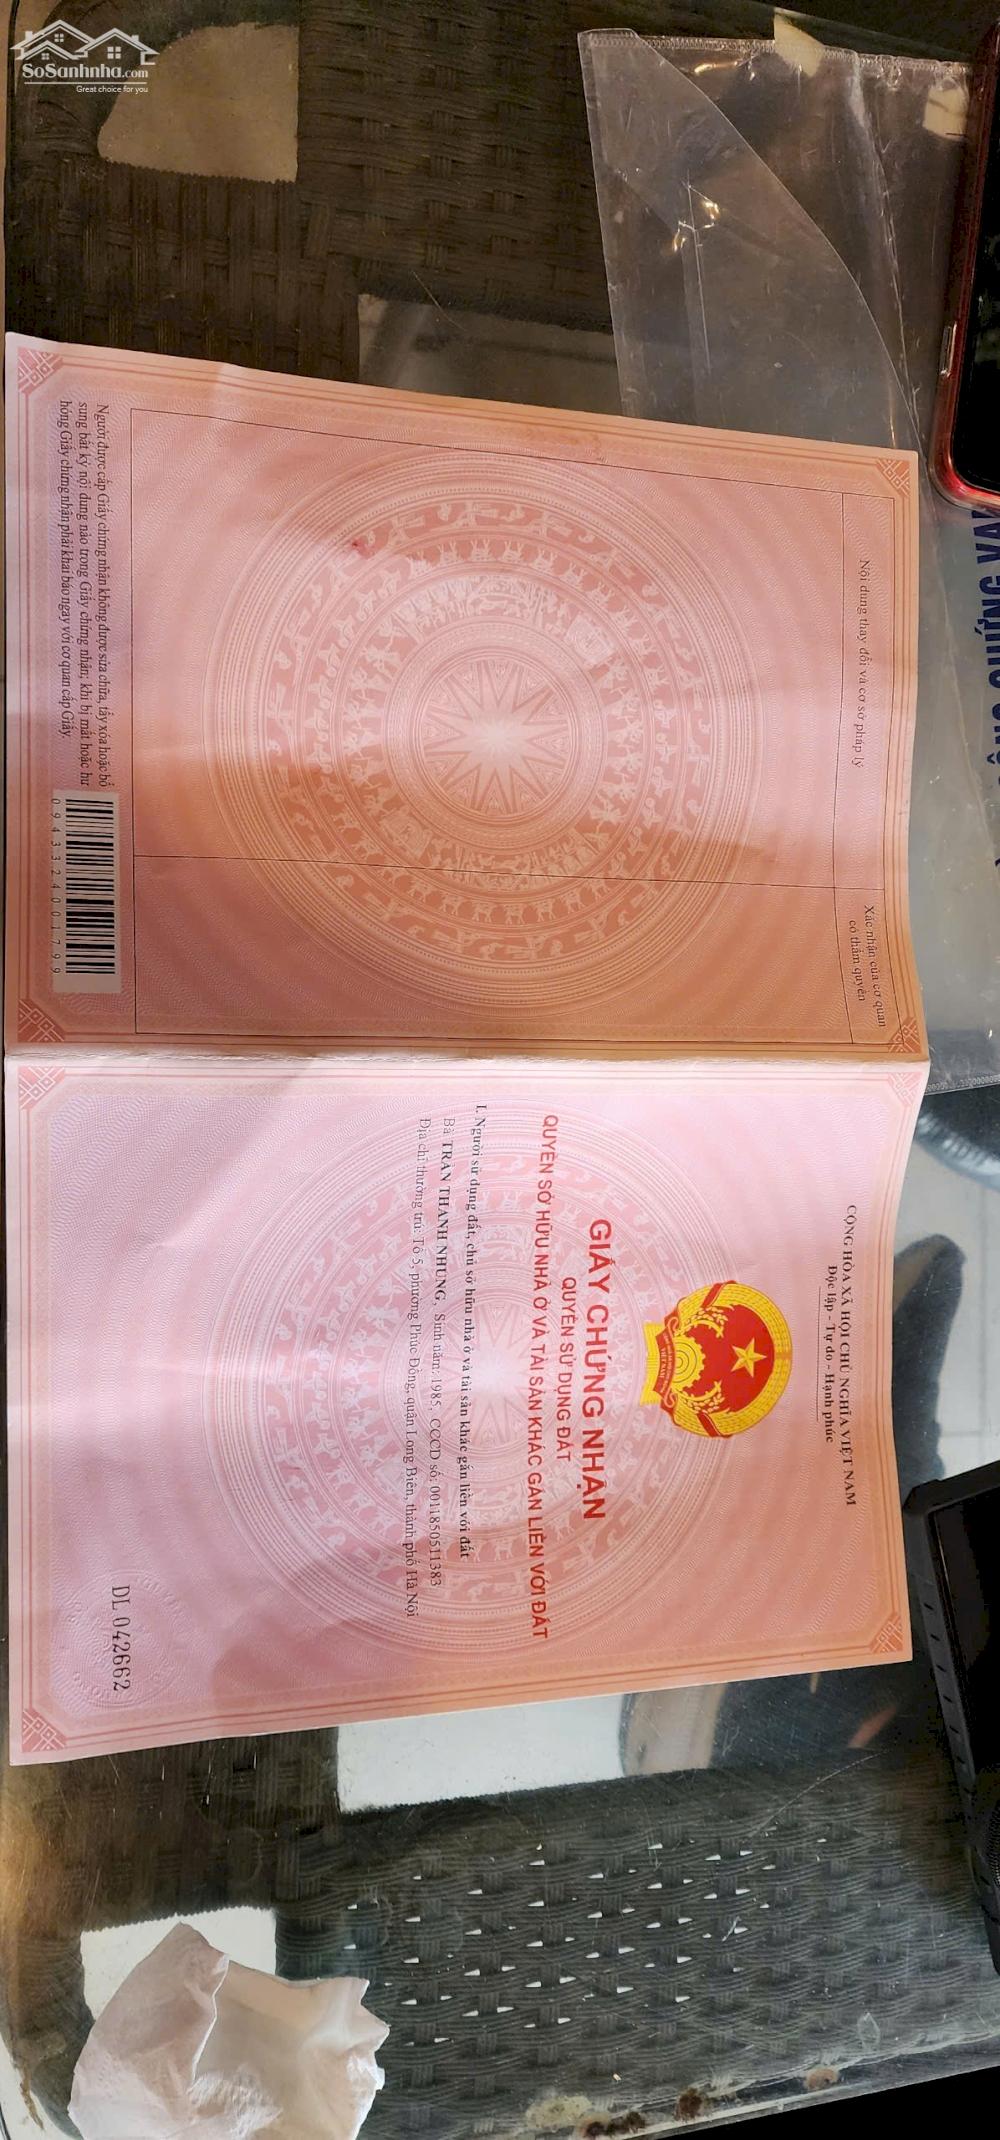 SoSanhnha.com
Great choice for you
CỘNG HÒA XÃ HỘI CHỦ NGHĨA VIỆT NAM
Độc lập - Tự do - Hạnh phúc
GIẤY CHỨNG NHẬN
QUYỀN SỬ DỤNG ĐẤT
QUYỀN SỞ HỮU NHÀ Ở VÀ TÀI SẢN KHÁC GẮN LIỀN VỚI ĐẤT
I. Người sử dụng đất, chủ sở hữu nhà ở và tài sản khác gắn liền với đất
Bà: TRẦN THANH NHUNG, Sinh năm: 1985, CCCD số: 001185051383
Địa chỉ thường trú: Tổ 5, phường Phúc Đồng, quận Long Biên, thành phố Hà Nội
DL 042662
Nội dung thay đổi và cơ sở pháp lý
Xác nhận của cơ quan
có thẩm quyền
Người được cấp Giấy chứng nhận không được sửa chữa, tẩy xóa hoặc bổ
sung bất kỳ nội dung nào trong Giấy chứng nhận; khi bị mất hoặc hư
hỏng Giấy chứng nhận phải khai báo ngay với cơ quan cấp Giấy.
0943324001799